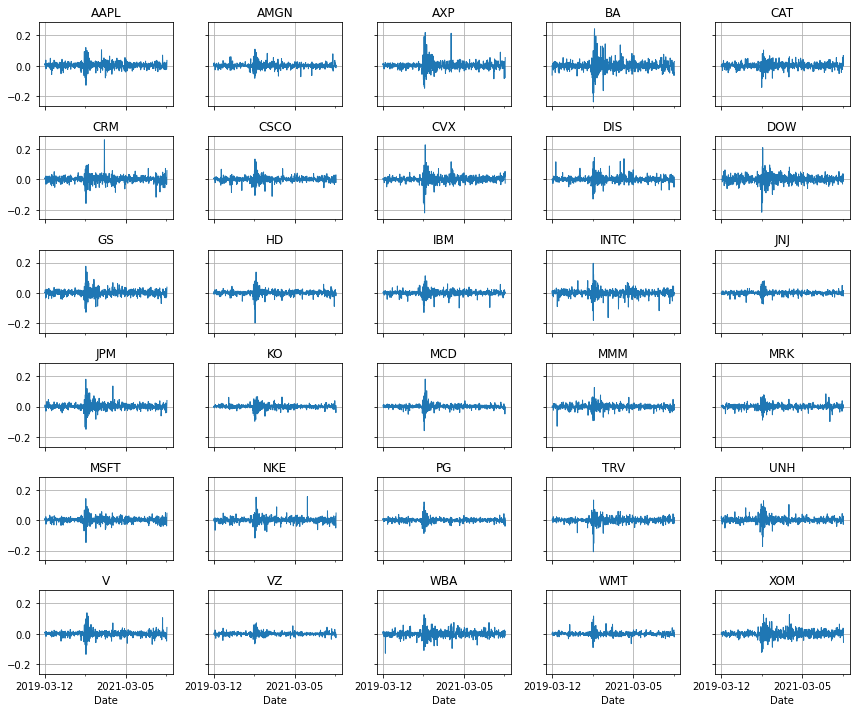 AAPL AMGN AXP BA CAT
0.2
0.0
−0.2
CRM CSCO CVX DIS DOW
0.2
0.0
−0.2
GS HD IBM INTC JNJ
0.2
0.0
−0.2
JPM KO MCD MMM MRK
0.2
0.0
−0.2
MSFT NKE PG TRV UNH
0.2
0.0
−0.2
V VZ WBA WMT XOM
0.2
0.0
−0.2
2019-03-12 2021-03-05 2019-03-12 2021-03-05 2019-03-12 2021-03-05 2019-03-12 2021-03-05 2019-03-12 2021-03-05
Date Date Date Date Date